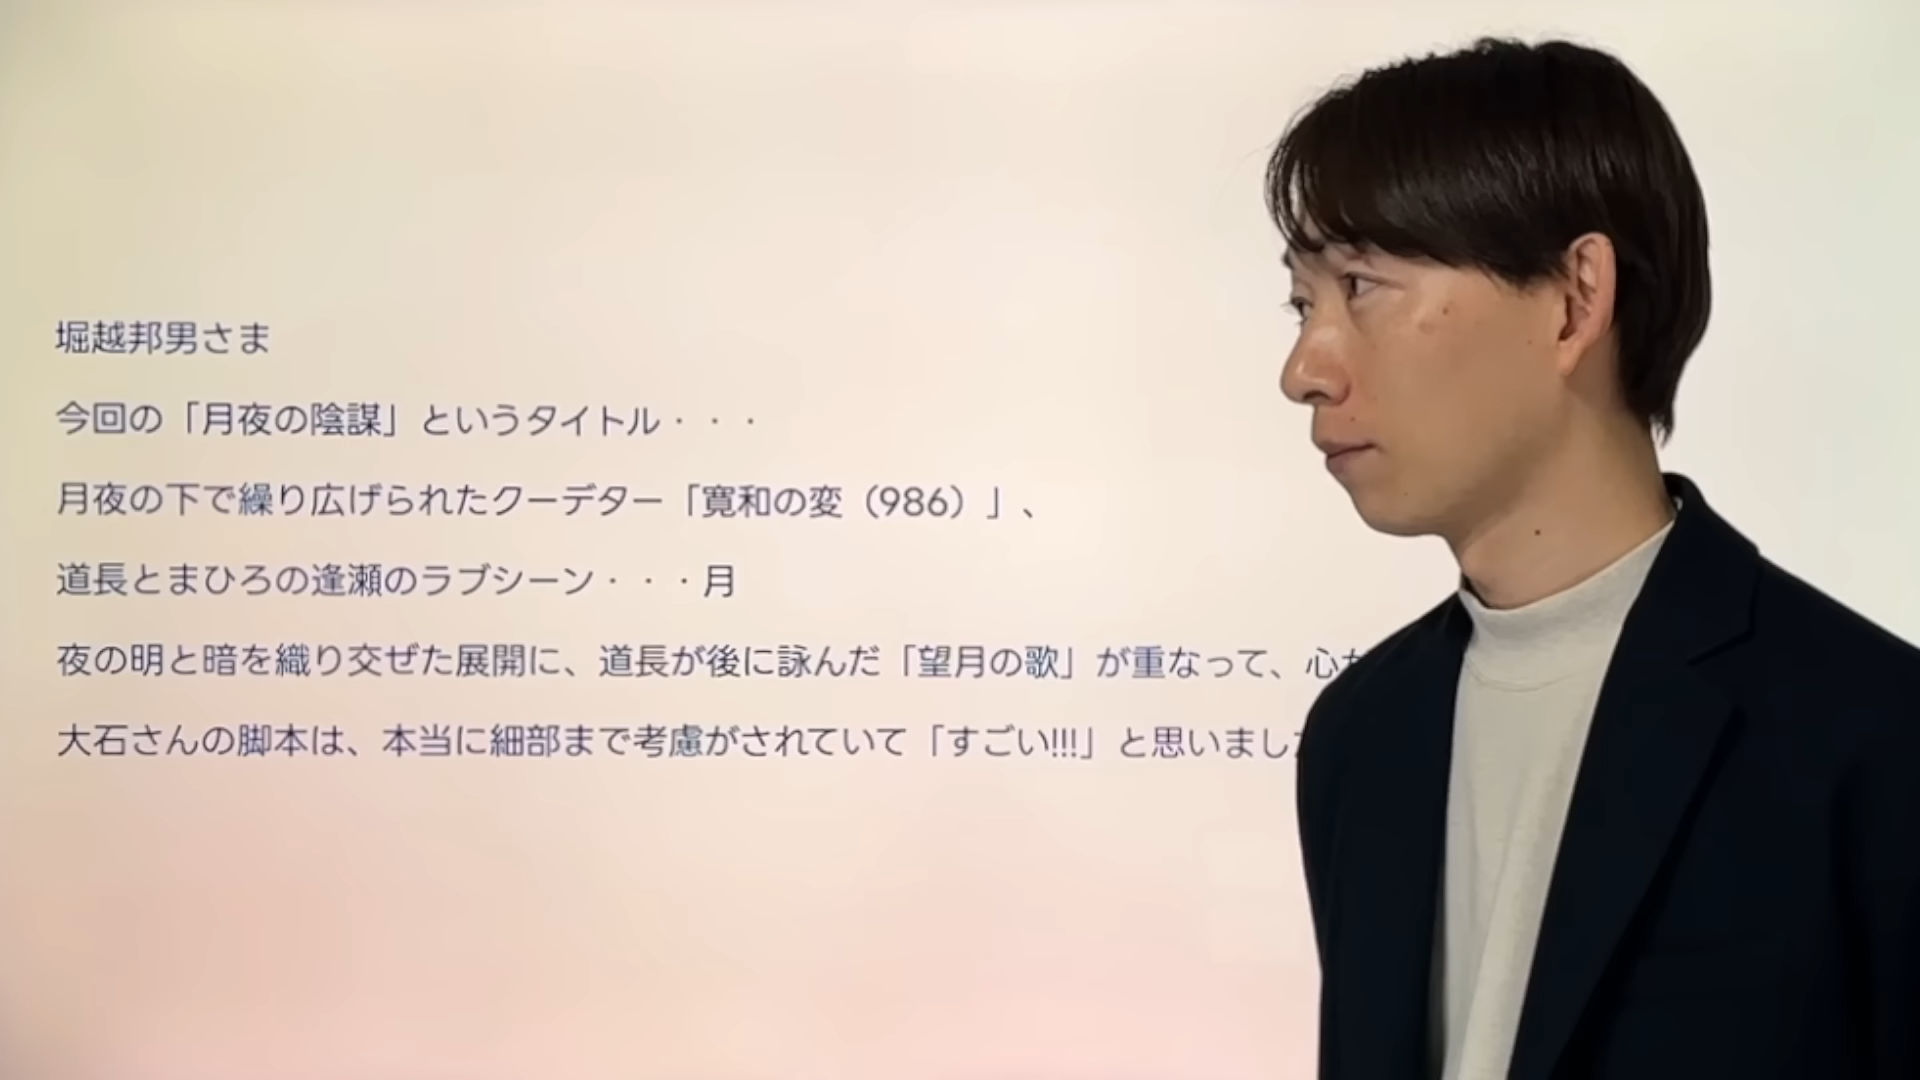 堀越邦男さま
今回の「月夜の陰謀」というタイトル・・・
月夜の下で繰り広げられたクーデター「寛和の変（986）」、
道長とまひろの逢瀬のラブシーン・・・月
夜の明と暗を織り交ぜた展開に、道長が後に詠んだ「望月の歌」が重なって、心
大石さんの脚本は、本当に細部まで考慮がされていて「すごい!!!」と思いまし